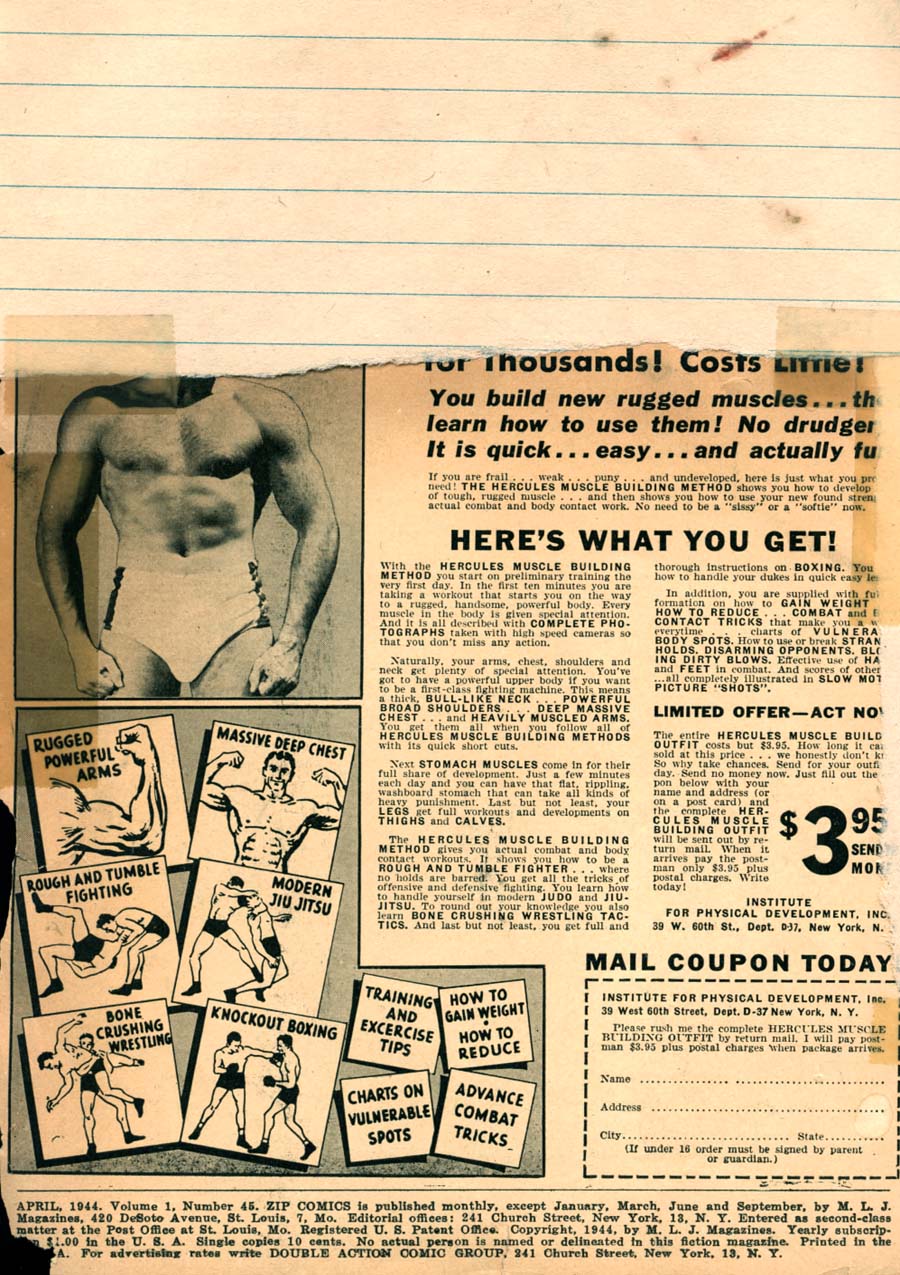 for Thousands! Costs Little!
You build new rugged muscles...the
learn how to use them! No
It is quick...easy...and actually
If you are frail . . . weak . . . puny . . . and undeveloped, here is just what you
need! THE HERCULES MUSCLE BUILDING METHOD shows you how to develop
of tough, rugged muscle . . . and then shows you how to use your new found
actual combat and body contact work. No need to be a "sissy" or a "softie" now.
HERE'S WHAT YOU GET!
With the HERCULES MUSCLE BUILDING
METHOD you start on preliminary training the
very first day. In the first ten minutes you are
taking a workout that starts you on the way
to a rugged, handsome, powerful body. Every
muscle in the body is given special attention.
And it is all described with COMPLETE PHO-
TOGRAPHS taken with high speed cameras so
that you don't miss any action.
Naturally, your arms, chest, shoulders and
neck get plenty of special attention. You've
got to have a powerful upper body if you want
to be a first-class fighting machine. This means
a thick, BULL-LIKE NECK . . . POWERFUL
BROAD SHOULDERS . . . DEEP MASSIVE
CHEST . . . and HEAVILY MUSCLED ARMS.
You get them all when you follow all of
HERCULES MUSCLE BUILDING METHODS
with its quick short cuts.
Next STOMACH MUSCLES come in for their
full share of development. Just a few minutes
each day and you can have that flat, rippling,
washboard stomach that can take all kinds of
heavy punishment. Last but not least, your
LEGS get full workouts and developments on
THIGHS and CALVES.
The HERCULES MUSCLE BUILDING
METHOD gives you actual combat and body
contact workouts. It shows you how to be a
ROUGH AND TUMBLE FIGHTER . . . where
no holds are barred. You get all the tricks of
offensive and defensive fighting. You learn how
to handle yourself in modern JUDO and JIU-
JITSU. To round out your knowledge you also
learn BONE CRUSHING WRESTLING TAC-
TICS. And last but not least, you get full and
thorough instructions on BOXING. You
how to handle your dukes in quick easy
In addition, you are supplied with
formation on how to GAIN WEIGHT
HOW TO REDUCE . . . COMBAT and
CONTACT TRICKS that make you a
everytime . . . charts of
BODY SPOTS. How to use or break
HOLDS, DISARMING OPPONENTS,
ING DIRTY BLOWS. Effective use of
and FEET in combat. And scores of other
...all completely illustrated in SLOW
PICTURE "SHOTS".
LIMITED OFFER—ACT NOW
The entire HERCULES MUSCLE BUILD
OUTFIT costs but $3.95. How long it
sold at this price . . . we honestly don't
So why take chances. Send for your
day. Send no money now. Just fill out the
pon below with your
name and address (or
on a post card) and
the complete HER-
CULES MUSCLE
BUILDING OUTFIT
will be sent out by re-
turn mail. When it
arrives pay the post-
man only $3.95 plus
postal charges. Write
today!
$3.95
SEND
INSTITUTE
FOR PHYSICAL DEVELOPMENT, INC.
39 W. 60th St., Dept. D-37, New York, N.
RUGGED
POWERFUL
ARMS
MASSIVE DEEP CHEST
ROUGH AND TUMBLE
FIGHTING
MODERN
JIU JITSU
BONE
CRUSHING
WRESTLING
KNOCKOUT BOXING
TRAINING
AND
EXCERCISE
TIPS
HOW TO
GAIN WEIGHT
•
HOW TO
REDUCE
CHARTS ON
VULNERABLE
SPOTS
ADVANCE
COMBAT
TRICKS
MAIL COUPON TODAY
INSTITUTE FOR PHYSICAL DEVELOPMENT, Inc.
39 West 60th Street, Dept. D-37 New York, N. Y.
Please rush me the complete HERCULES MUSCLE
BUILDING OUTFIT by return mail. I will pay post-
man $3.95 plus postal charges when package arrives.
Name ........................................
Address ........................................
City.............................. State...........
(If under 16 order must be signed by parent
or guardian.)
APRIL, 1944. Volume 1, Number 45. ZIP COMICS is published monthly, except January, March, June and September, by M. L. J.
Magazines, 420 DeSoto Avenue, St. Louis, 7, Mo. Editorial offices: 241 Church Street, New York, 13, N. Y. Entered as second-class
matter at the Post Office at St. Louis, Mo. Registered U. S. Patent Office. Copyright, 1944, by M. L. J. Magazines. Yearly subscrip-
$1.00 in the U. S. A. Single copies 10 cents. No actual person is named or delineated in this fiction magazine. Printed in the
A. For advertising rates write DOUBLE ACTION COMIC GROUP, 241 Church Street, New York, 13, N. Y.